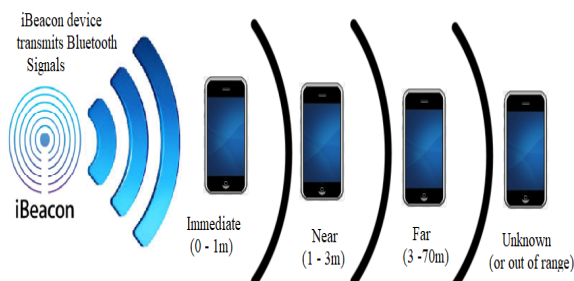 iBeacon device
transmits Bluetooth
Signals
iBeacon
Immediate
(0 - 1m)
Near
(1 - 3m)
Far
(3 -70m)
Unknown
(or out of range)